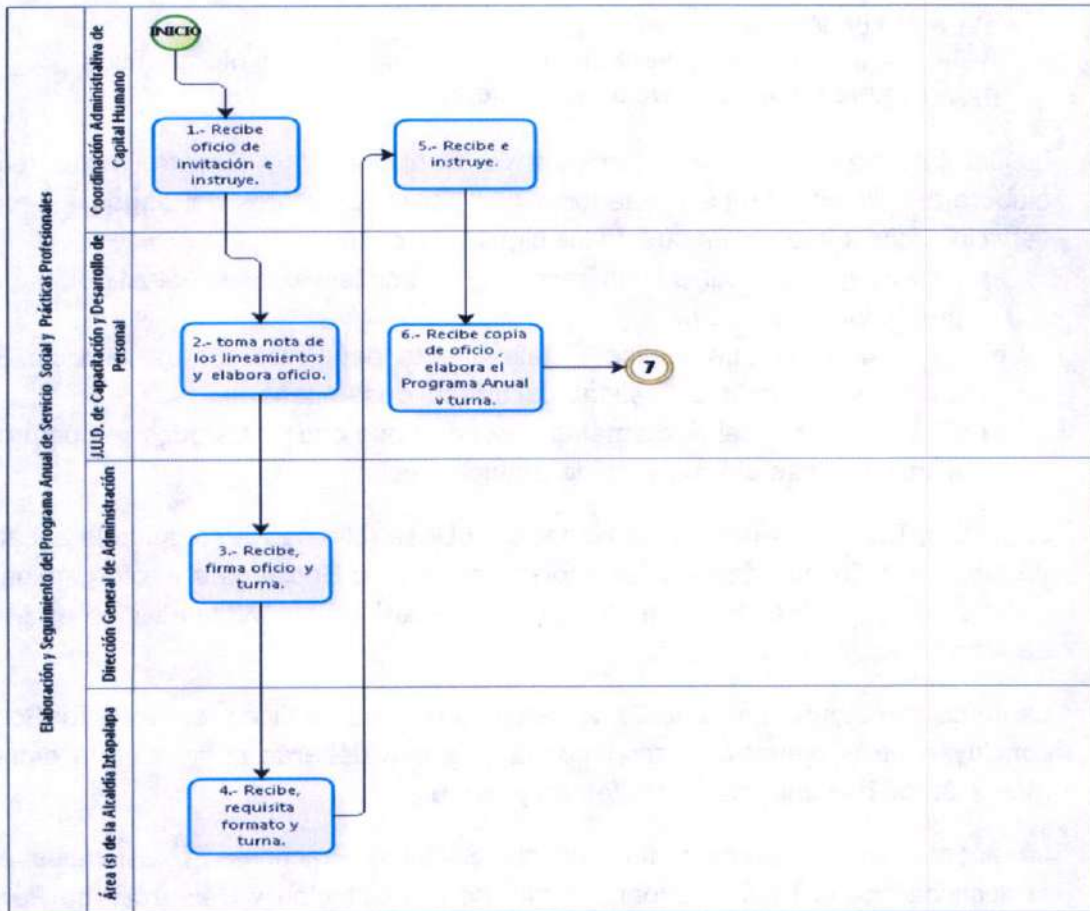 Elaboración y Seguimiento del Programa Anual de Servicio Social y Prácticas Profesionales
Coordinación Administrativa de
Capital Humano
INICIO
1.- Recibe
oficio de
invitación e
instruye.
5.- Recibe e
instruye.
J.U.D. de Capacitación y Desarrollo de
Personal
2.- toma nota de
los lineamientos
y elabora oficio.
6.- Recibe copia
de oficio,
elabora el
Programa Anual
y turna.
7
Dirección General de Administración
3.- Recibe,
firma oficio y
turna.
Área (s) de la Alcaldía Iztapalapa
4.- Recibe,
requisita
formato y
turna.